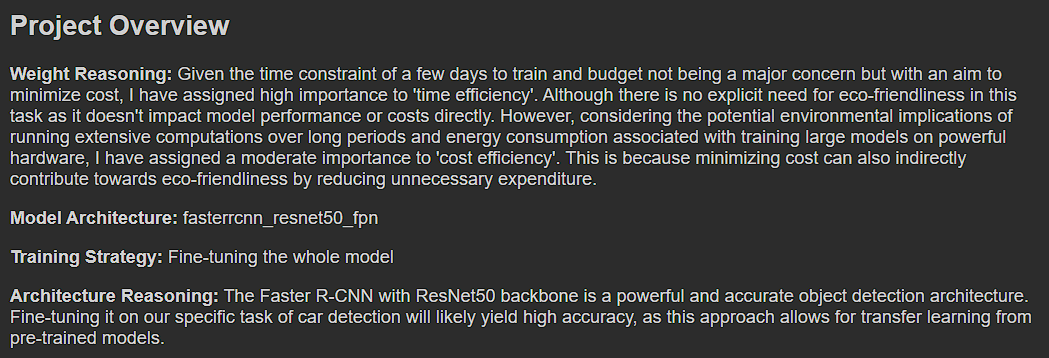 Project Overview
Weight Reasoning: Given the time constraint of a few days to train and budget not being a major concern but with an aim to
minimize cost, I have assigned high importance to 'time efficiency'. Although there is no explicit need for eco-friendliness in this
task as it doesn't impact model performance or costs directly. However, considering the potential environmental implications of
running extensive computations over long periods and energy consumption associated with training large models on powerful
hardware, I have assigned a moderate importance to 'cost efficiency'. This is because minimizing cost can also indirectly
contribute towards eco-friendliness by reducing unnecessary expenditure.
Model Architecture: fasterrcnn_resnet50_fpn
Training Strategy: Fine-tuning the whole model
Architecture Reasoning: The Faster R-CNN with ResNet50 backbone is a powerful and accurate object detection architecture.
Fine-tuning it on our specific task of car detection will likely yield high accuracy, as this approach allows for transfer learning from
pre-trained models.